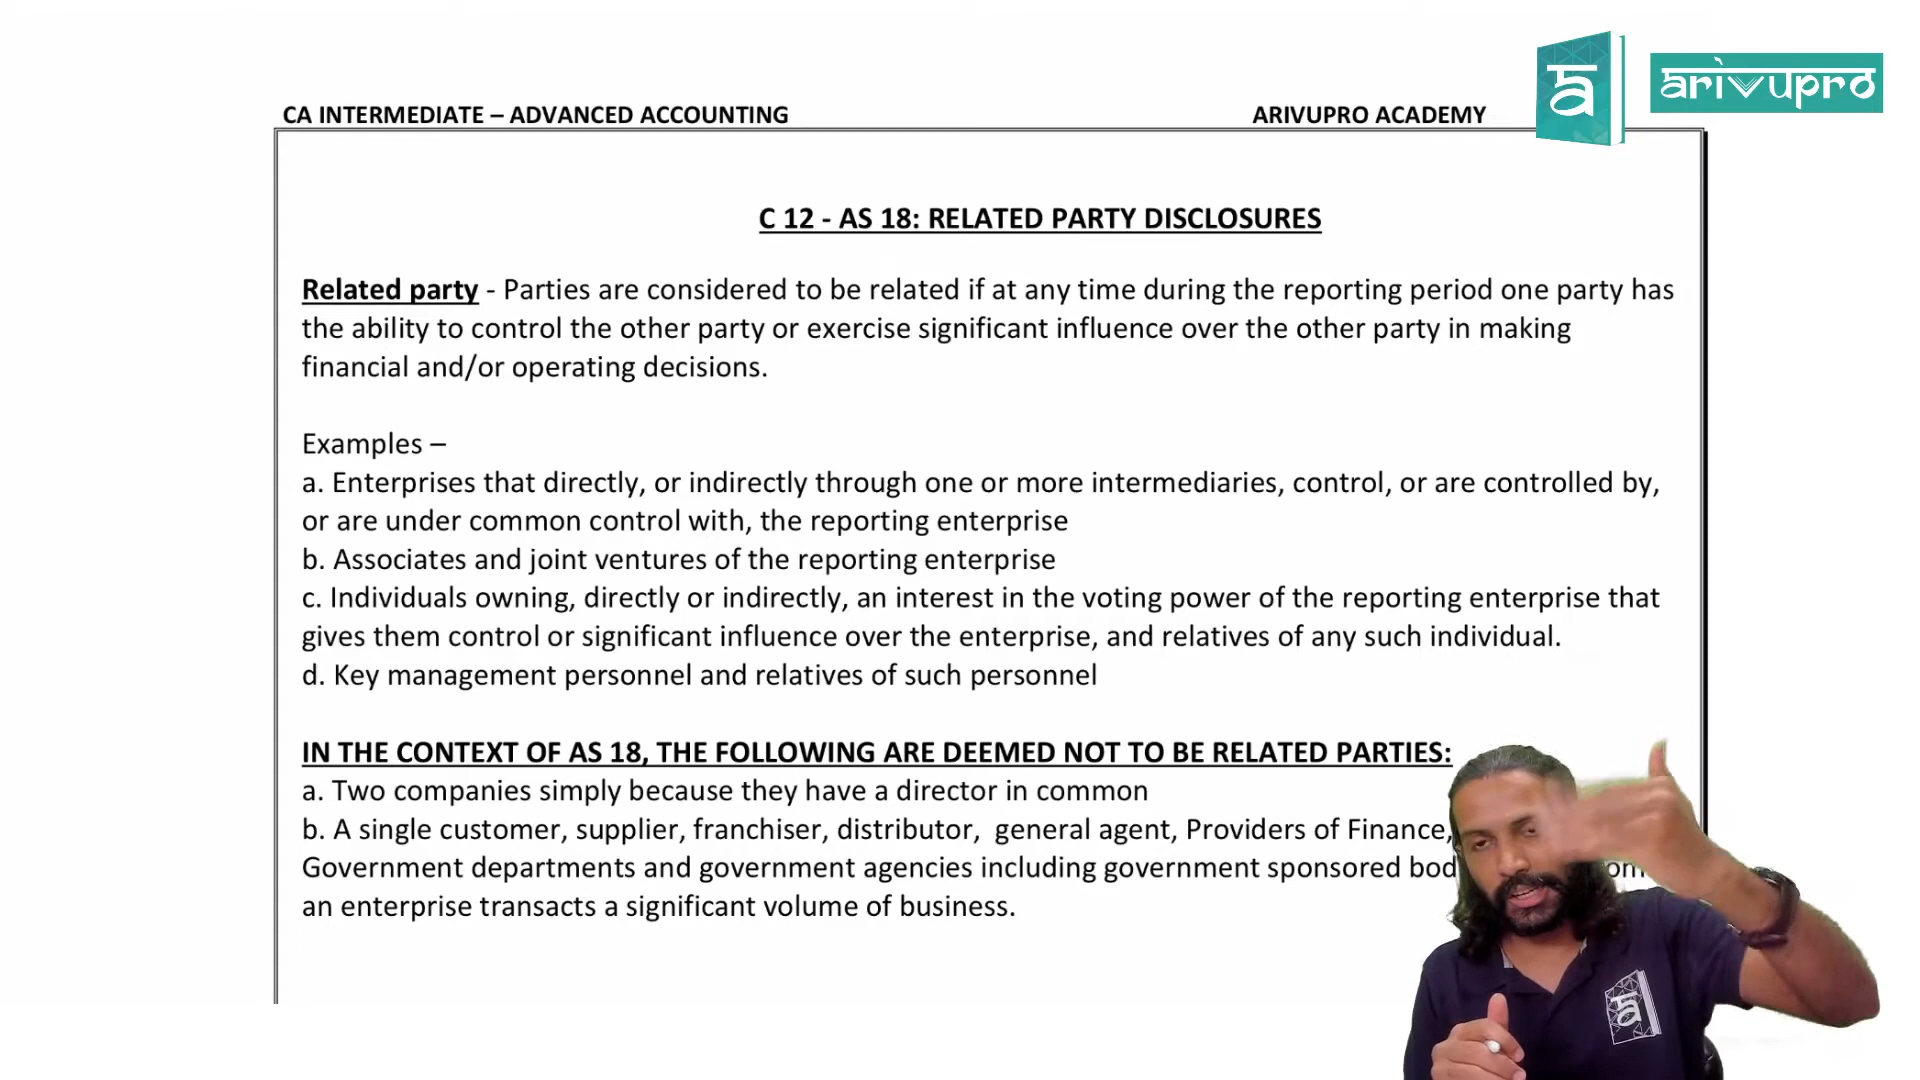 arivupro
CA INTERMEDIATE – ADVANCED ACCOUNTING
ARIVUPRO ACADEMY
C 12 - AS 18: RELATED PARTY DISCLOSURES
Related party - Parties are considered to be related if at any time during the reporting period one party has
the ability to control the other party or exercise significant influence over the other party in making
financial and/or operating decisions.
Examples –
a. Enterprises that directly, or indirectly through one or more intermediaries, control, or are controlled by,
or are under common control with, the reporting enterprise
b. Associates and joint ventures of the reporting enterprise
c. Individuals owning, directly or indirectly, an interest in the voting power of the reporting enterprise that
gives them control or significant influence over the enterprise, and relatives of any such individual.
d. Key management personnel and relatives of such personnel
IN THE CONTEXT OF AS 18, THE FOLLOWING ARE DEEMED NOT TO BE RELATED PARTIES:
a. Two companies simply because they have a director in common
b. A single customer, supplier, franchiser, distributor,  general agent, Providers of Finance,
Government departments and government agencies including government sponsored
an enterprise transacts a significant volume of business.